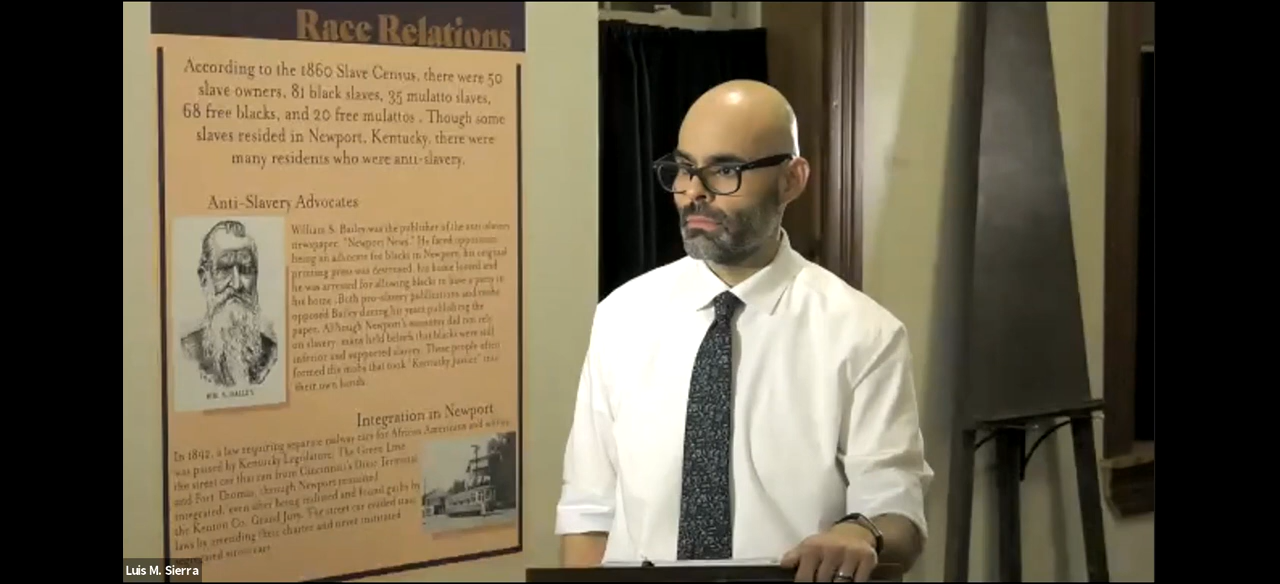 Race Relations
According to the 1860 Slave Census, there were 50
slave owners, 81 black slaves, 35 mulatto slaves,
68 free blacks, and 20 free mulattos . Though some
slaves resided in Newport, Kentucky, there were
many residents who were anti-slavery.
Anti-Slavery Advocates
William S. Bailey was the publisher of the anti-slavery
newspaper, "Newport News." He faced opposition
being an advocate for blacks in Newport, his original
printing press was destroyed, his home burned and
he was arrested for allowing blacks to have a party in
his home. Both pro-slavery publications and mobs
opposed Bailey during his years publishing the
paper. Although Newport's economy did not rely
on slavery, many held beliefs that blacks were still
inferior and supported slavery. These people often
formed the mobs that took "Kentucky Justice" into
their own hands.
WM. S. BAILEY.
Integration in Newport
In 1892, a law requiring separate railway cars for African Americans and whites
was passed by Kentucky Legislature. The Green Line
the street car that ran from Cincinnati's Dixie Terminal
and Fort Thomas, through Newport remained
integrated, even after being indicted and found guilty by
the Kenton Co. Grand Jury. The street car evaded state
laws by amending their charter and never initiated
street cars
Luis M. Sierra